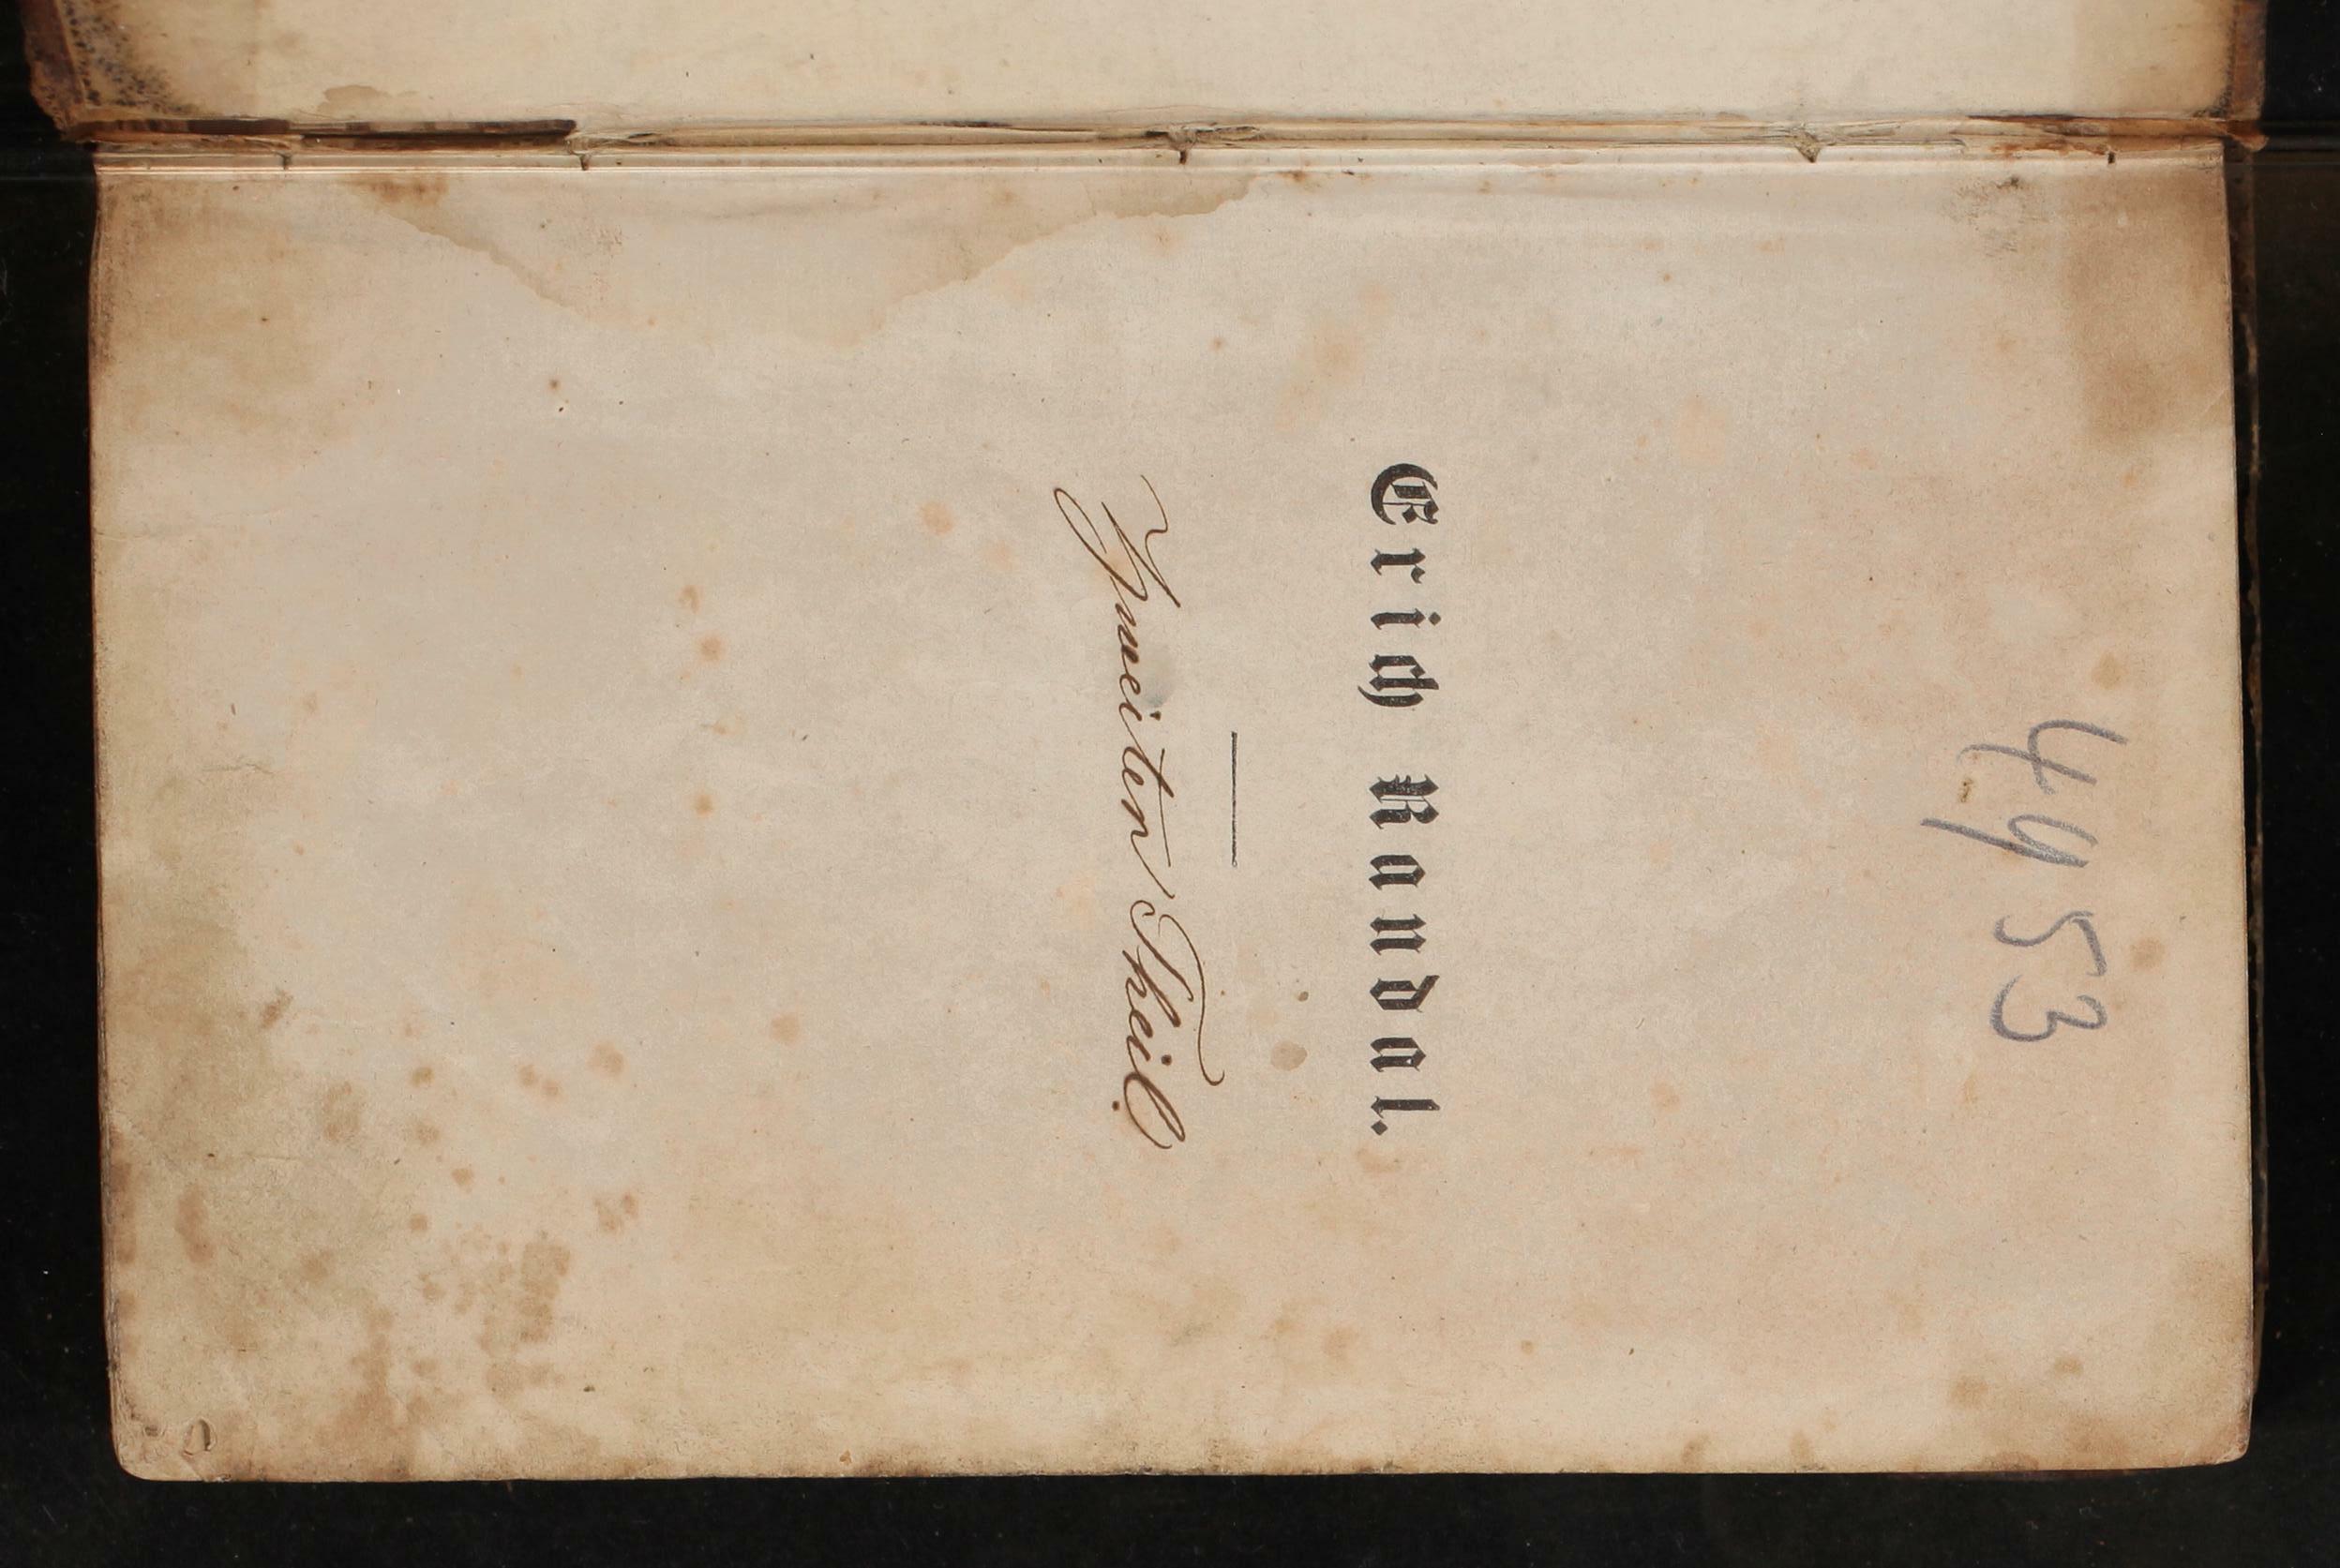 4953
Erich Randal.
Zweiter Theil.